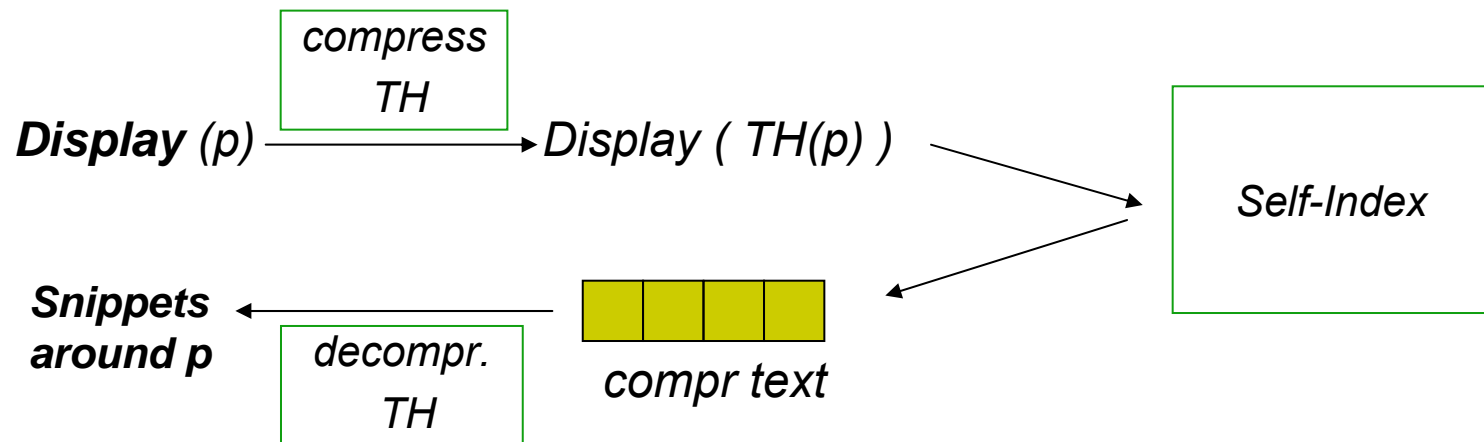 compress
TH
Display (p)
Display ( TH(p) )
Self-Index
Snippets
around p
decompr.
TH
compr text